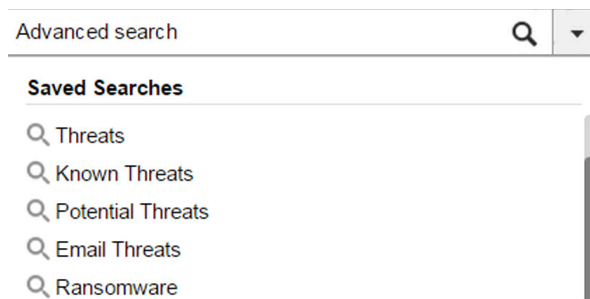 Advanced search
Saved Searches
Threats
Known Threats
Potential Threats
Email Threats
Ransomware